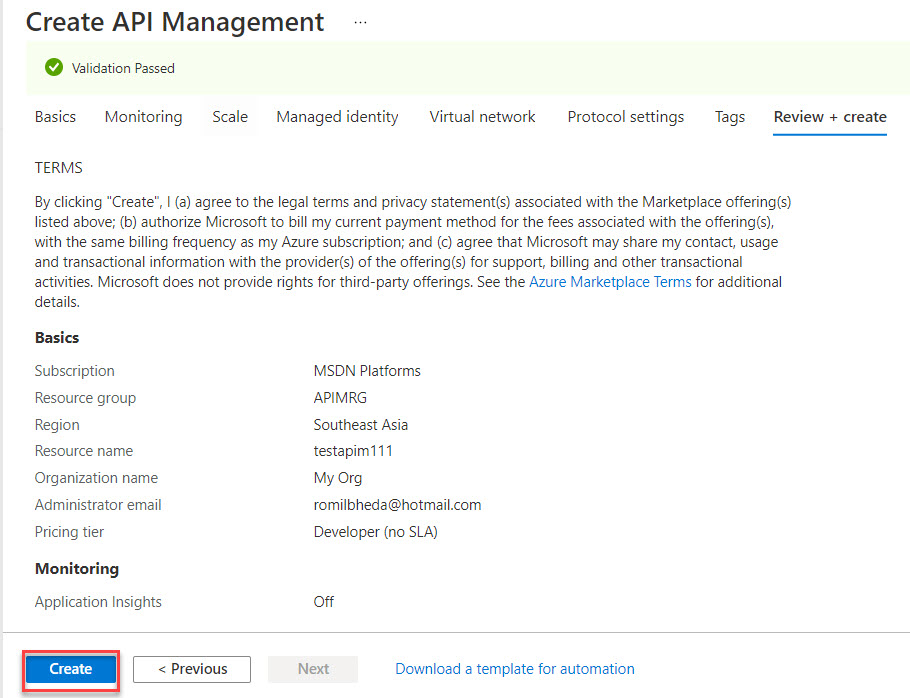 Create API Management ...
Validation Passed
Basics Monitoring Scale Managed identity Virtual network Protocol settings Tags Review + create
TERMS
By clicking "Create", I (a) agree to the legal terms and privacy statement(s) associated with the Marketplace offering(s)
listed above; (b) authorize Microsoft to bill my current payment method for the fees associated with the offering(s),
with the same billing frequency as my Azure subscription; and (c) agree that Microsoft may share my contact, usage
and transactional information with the provider(s) of the offering(s) for support, billing and other transactional
activities. Microsoft does not provide rights for third-party offerings. See the Azure Marketplace Terms for additional
details.
Basics
Subscription MSDN Platforms
Resource group APIMRG
Region Southeast Asia
Resource name testapim111
Organization name My Org
Administrator email romilbheda@hotmail.com
Pricing tier Developer (no SLA)
Monitoring
Application Insights Off
Create < Previous Next Download a template for automation